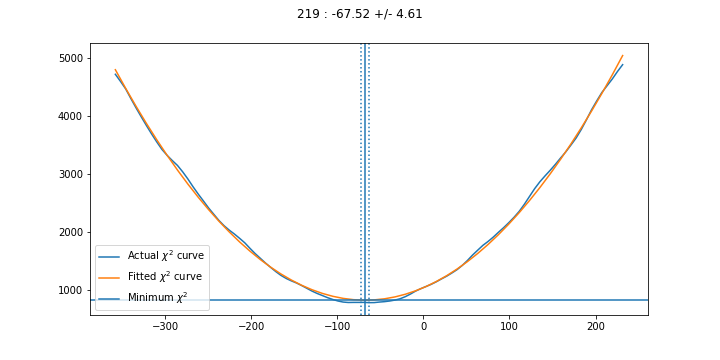 219 : -67.52 +/- 4.61
5000
4000
3000
2000
1000
Actual χ² curve
Fitted χ² curve
Minimum χ²
−300 −200 −100 0 100 200